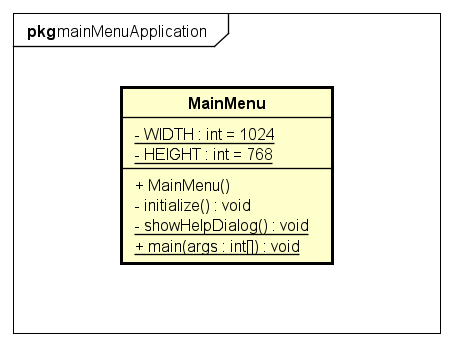 pkg mainMenuApplication
MainMenu
- WIDTH : int = 1024
- HEIGHT : int = 768
+ MainMenu()
- initialize() : void
- showHelpDialog() : void
+ main(args : int[]) : void